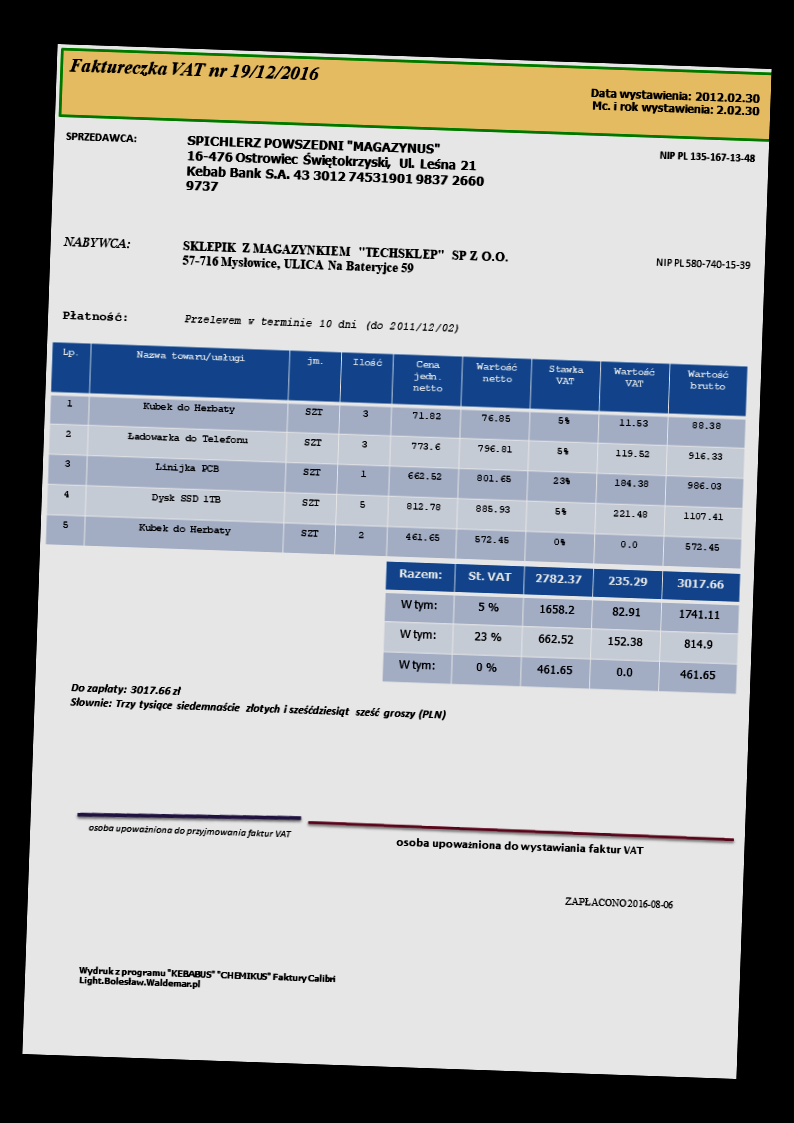 Faktureczka VAT nr 19/12/2016
Data wystawienia: 2012.02.30
Mc. i rok wystawienia: 2.02.30
SPRZEDAWCA:
SPICHLERZ POWSZEDNI "MAGAZYNUS"
16-476 Ostrowiec Świętokrzyski, Ul. Leśna 21
Kebab Bank S.A. 43 3012 74531901 9837 2660
9737
NIP PL 135-167-13-48
NABYWCA:
SKLEPIK Z MAGAZYNKIEM "TECHSKLEP" SP Z O.O.
57-716 Mysłowice, ULICA Na Bateryjce 59
NIP PL 580-740-15-39
Płatność: Przelewem w terminie 10 dni (do 2011/12/02)
Lp. Nazwa towaru/usługi jm. Ilość Cena jedn. netto Wartość netto Stawka VAT Wartość VAT Wartość brutto
1 Kubek do Herbaty SZT 3 71.82 76.85 5% 11.53 88.38
2 Ładowarka do Telefonu SZT 3 773.6 796.81 5% 119.52 916.33
3 Linijka PCB SZT 1 662.52 801.65 23% 184.38 986.03
4 Dysk SSD 1TB SZT 5 812.78 885.93 5% 221.48 1107.41
5 Kubek do Herbaty SZT 2 461.65 572.45 0% 0.0 572.45
Razem: St. VAT 2782.37 235.29 3017.66
W tym: 5 % 1658.2 82.91 1741.11
W tym: 23 % 662.52 152.38 814.9
W tym: 0 % 461.65 0.0 461.65
Do zapłaty: 3017.66 zł
Słownie: Trzy tysiące siedemnaście złotych i sześćdziesiąt sześć groszy (PLN)
osoba upoważniona do przyjmowania faktur VAT
osoba upoważniona do wystawiania faktur VAT
ZAPŁACONO 2016-08-06
Wydruk z programu "KEBABUS" "CHEMIKUS" Faktury Calibri
Light.Bolesław.Waldemar.pl